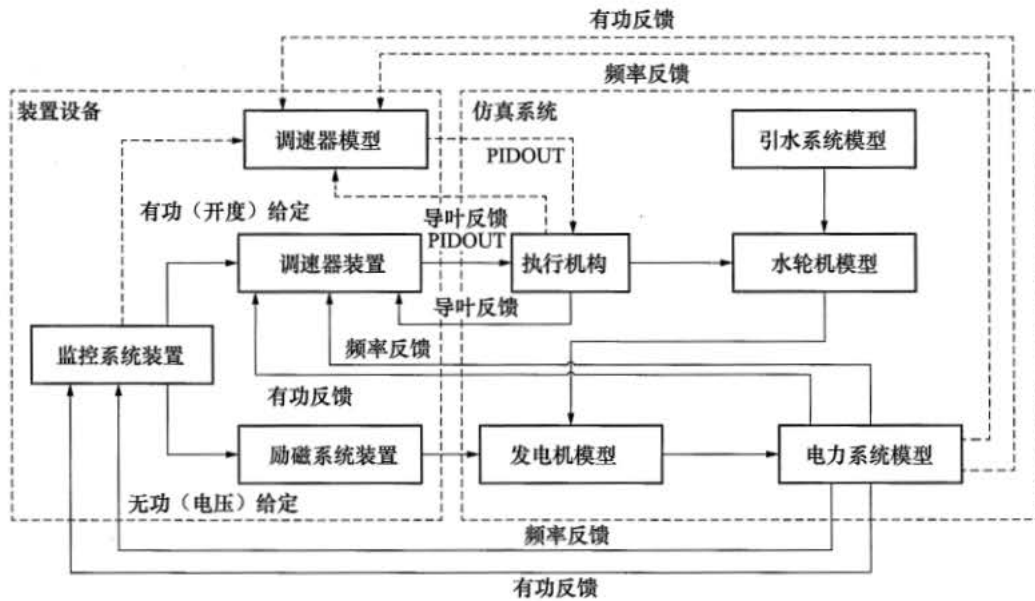 有功反馈
频率反馈
装置设备
仿真系统
调速器模型
引水系统模型
PIDOUT
有功（开度）给定
导叶反馈
PIDOUT
调速器装置
执行机构
水轮机模型
导叶反馈
监控系统装置
频率反馈
有功反馈
励磁系统装置
发电机模型
电力系统模型
无功（电压）给定
频率反馈
有功反馈